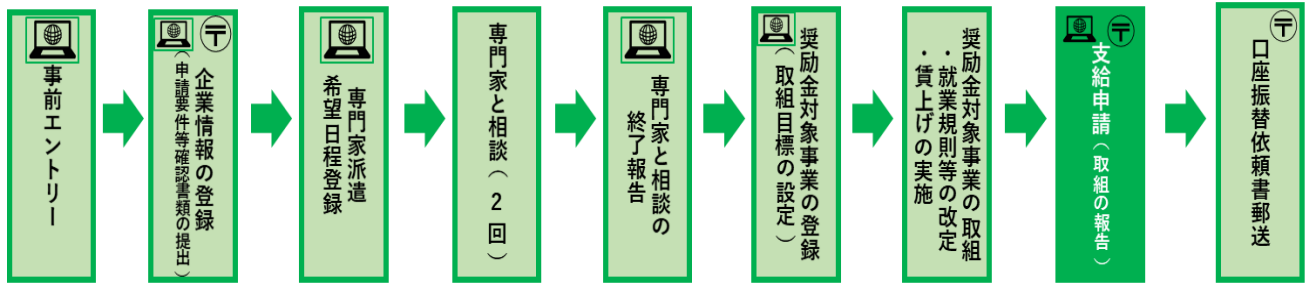 事前エントリー
〒
企業情報の登録
（申請要件等確認書類の提出）
専門家派遣
希望日程登録
専門家と相談（２回）
専門家と相談の
終了報告
奨励金対象事業の登録
（取組目標の設定）
奨励金対象事業の取組
・就業規則等の改定
・賃上げの実施
〒
支給申請（取組の報告）
〒
口座振替依頼書郵送